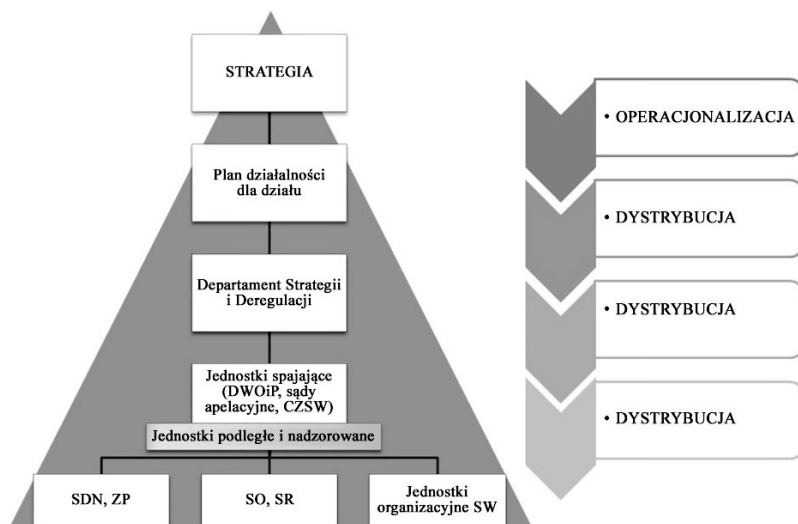 STRATEGIA
Plan działalności
dla działu
Departament Strategii
i Deregulacji
Jednostki spajające
(DWOiP, sądy
apelacyjne, CZSW)
Jednostki podległe i nadzorowane
SDN, ZP
SO, SR
Jednostki
organizacyjne SW
• OPERACJONALIZACJA
• DYSTRYBUCJA
• DYSTRYBUCJA
• DYSTRYBUCJA